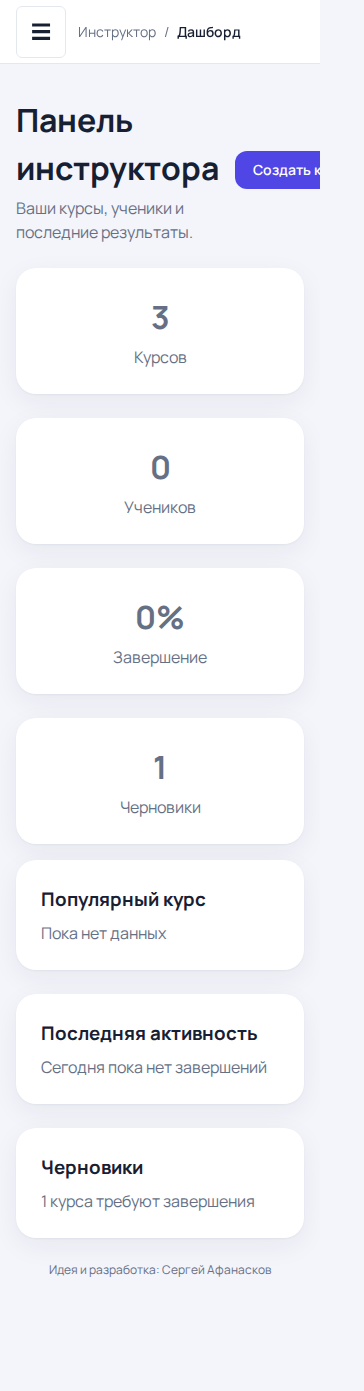 Инструктор / Дашборд
Панель
инструктора
Создать к
Ваши курсы, ученики и
последние результаты.
3
Курсов
0
Учеников
0%
Завершение
1
Черновики
Популярный курс
Пока нет данных
Последняя активность
Сегодня пока нет завершений
Черновики
1 курса требуют завершения
Идея и разработка: Сергей Афанасков